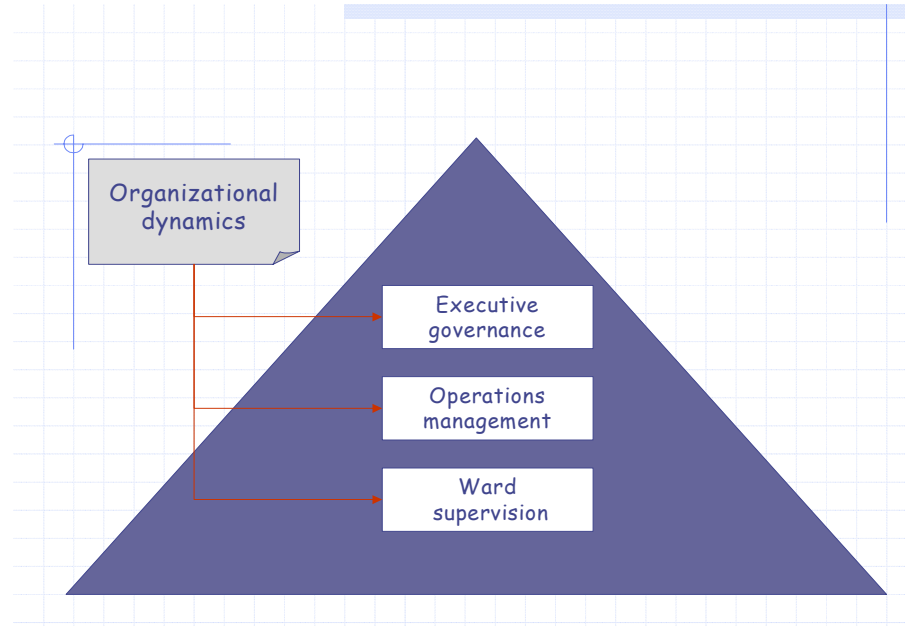 Organizational
dynamics
Executive
governance
Operations
management
Ward
supervision